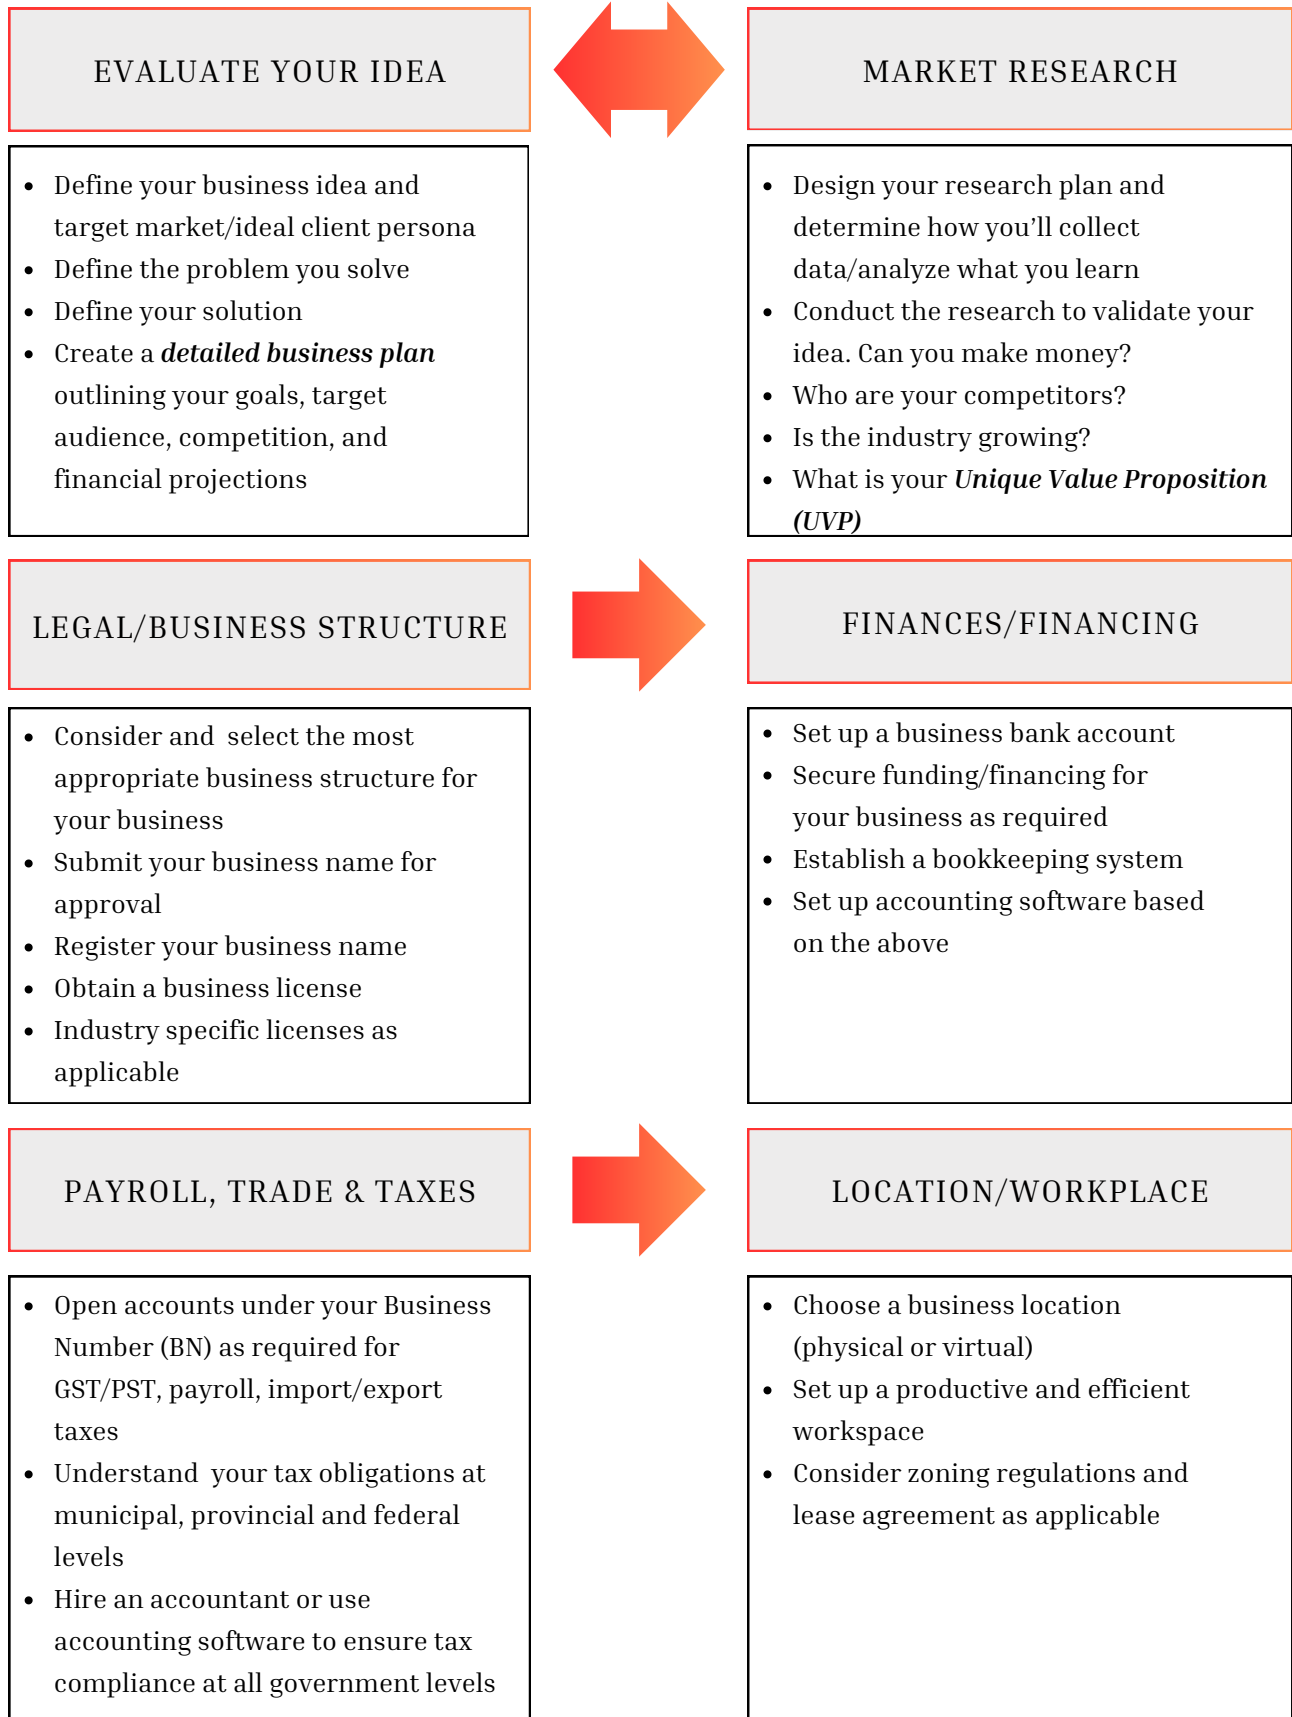 EVALUATE YOUR IDEA
• Define your business idea and
target market/ideal client persona
• Define the problem you solve
• Define your solution
• Create a detailed business plan
outlining your goals, target
audience, competition, and
financial projections
MARKET RESEARCH
• Design your research plan and
determine how you’ll collect
data/analyze what you learn
• Conduct the research to validate your
idea. Can you make money?
• Who are your competitors?
• Is the industry growing?
• What is your Unique Value Proposition
(UVP)
LEGAL/BUSINESS STRUCTURE
• Consider and  select the most
appropriate business structure for
your business
• Submit your business name for
approval
• Register your business name
• Obtain a business license
• Industry specific licenses as
applicable
FINANCES/FINANCING
• Set up a business bank account
• Secure funding/financing for
your business as required
• Establish a bookkeeping system
• Set up accounting software based
on the above
PAYROLL, TRADE & TAXES
• Open accounts under your Business
Number (BN) as required for
GST/PST, payroll, import/export
taxes
• Understand  your tax obligations at
municipal, provincial and federal
levels
• Hire an accountant or use
accounting software to ensure tax
compliance at all government levels
LOCATION/WORKPLACE
• Choose a business location
(physical or virtual)
• Set up a productive and efficient
workspace
• Consider zoning regulations and
lease agreement as applicable